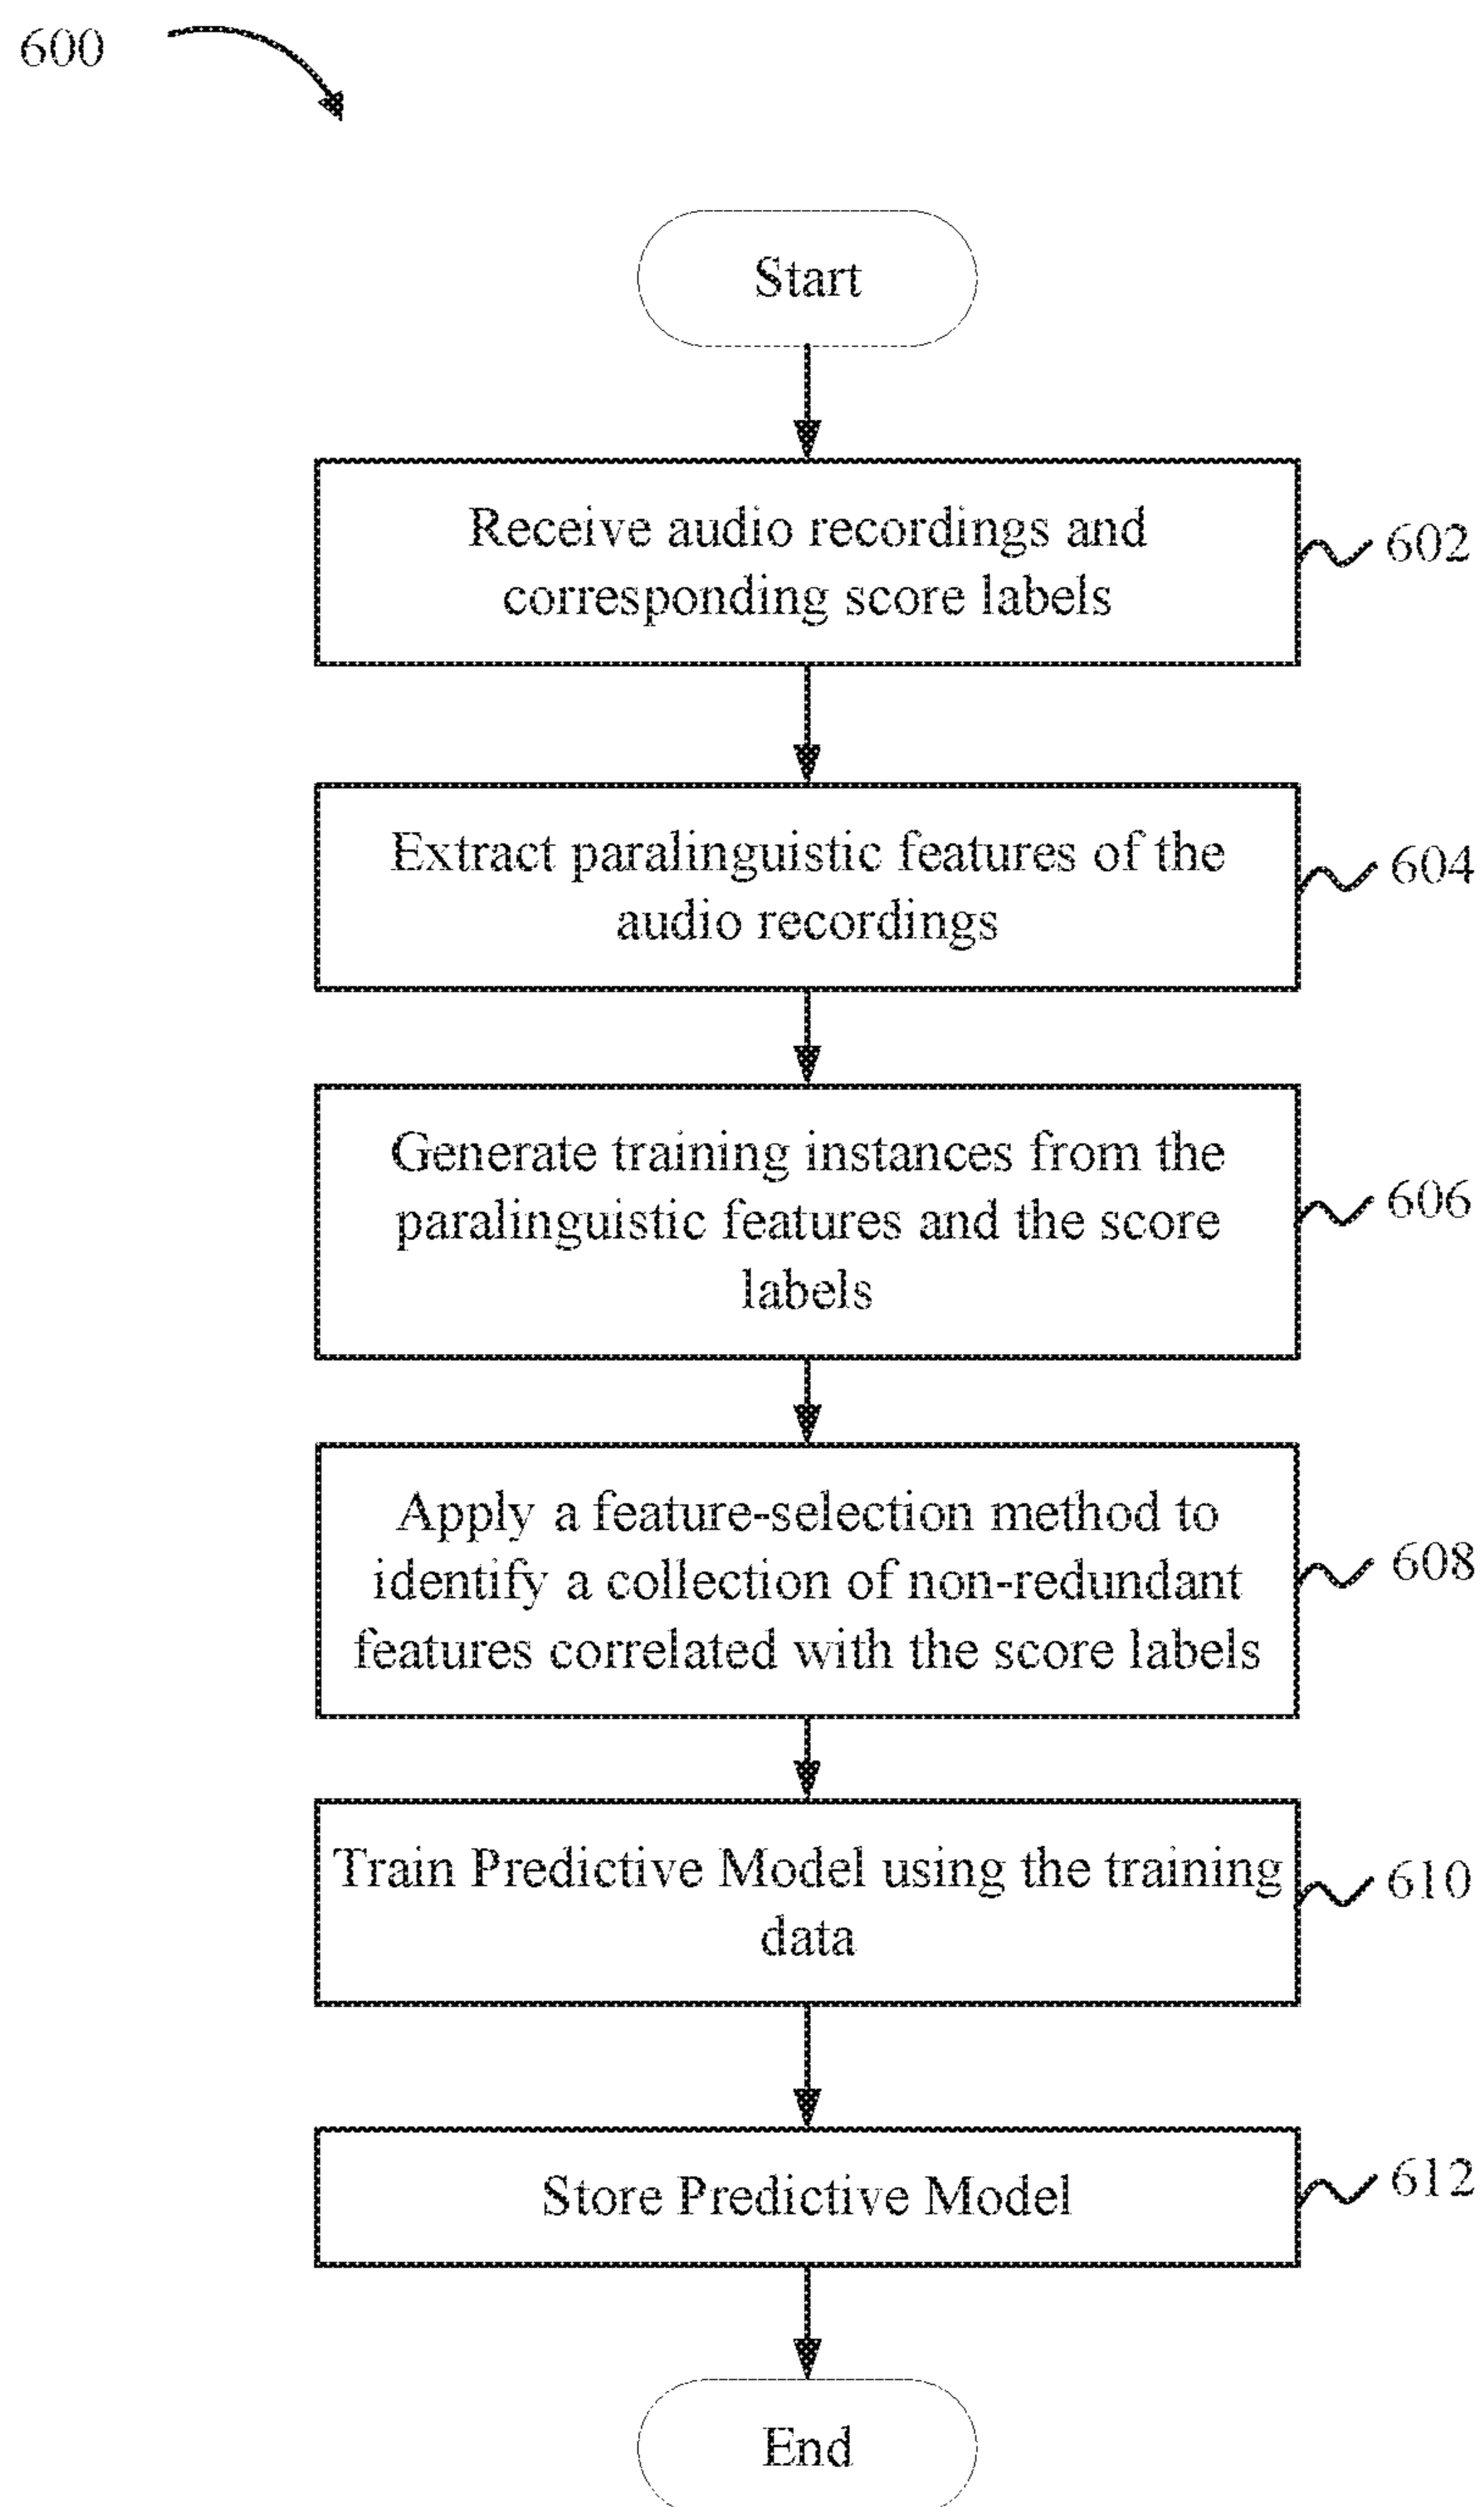 600
Start
Receive audio recordings and
corresponding score labels
602
Extract paralinguistic features of the
audio recordings
604
Generate training instances from the
paralinguistic features and the score
labels
606
Apply a feature-selection method to
identify a collection of non-redundant
features correlated with the score labels
608
Train Predictive Model using the training
data
610
Store Predictive Model
612
End